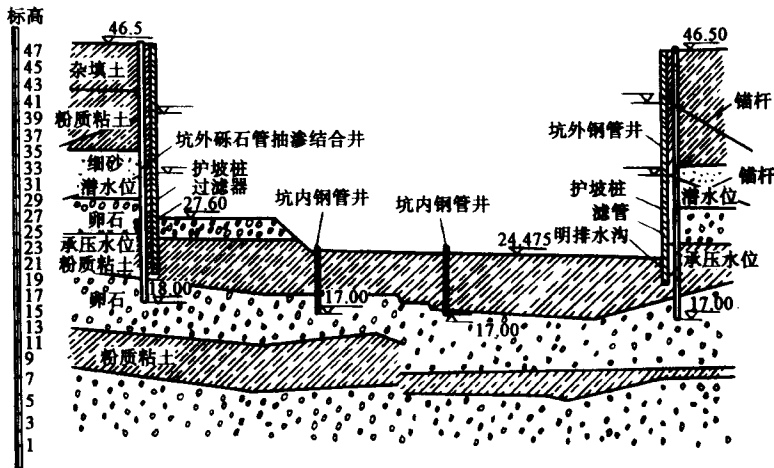 标高
46.5
46.50
47
45
43
41
39
37
35
33
31
29
27
25
23
21
19
17
15
13
11
9
7
5
3
1
杂填土
粉质粘土
细砂
潜水位
卵石
承压水位
粉质粘土
卵石
粉质粘土
坑外砾石管抽渗结合井
护坡桩
过滤器
27.60
18.00
坑内钢管井
坑内钢管井
17.00
17.00
24.475
坑外钢管井
护坡桩
滤管
明排水沟
锚杆
锚杆
潜水位
承压水位
17.00